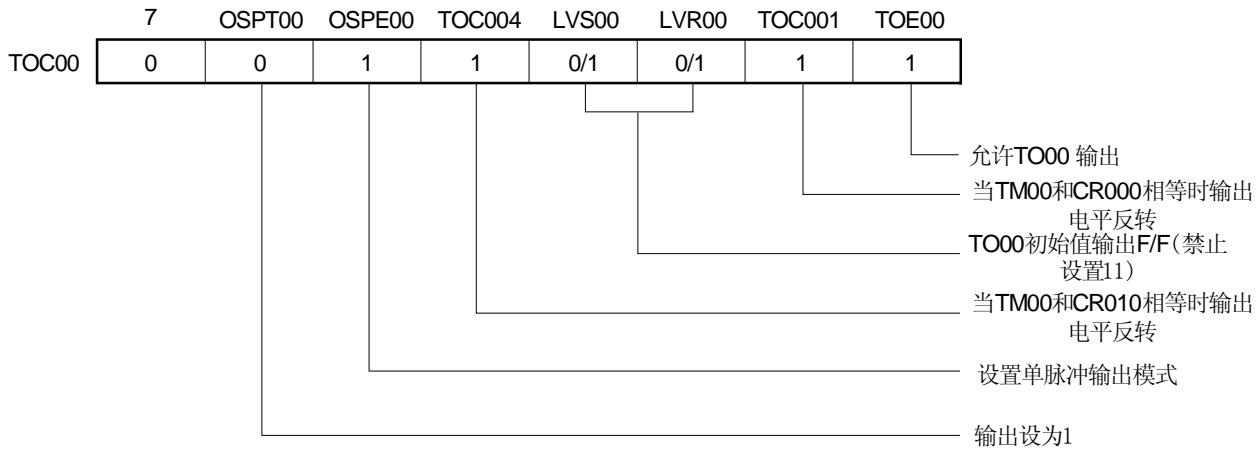 7 OSPT00 OSPE00 TOC004 LVS00 LVR00 TOC001 TOE00
TOC00 0 0 1 1 0/1 0/1 1 1
允许TO00 输出
当TM00和CR000相等时输出
电平反转
TO00初始值输出F/F(禁止
设置11)
当TM00和CR010相等时输出
电平反转
设置单脉冲输出模式
输出设为1